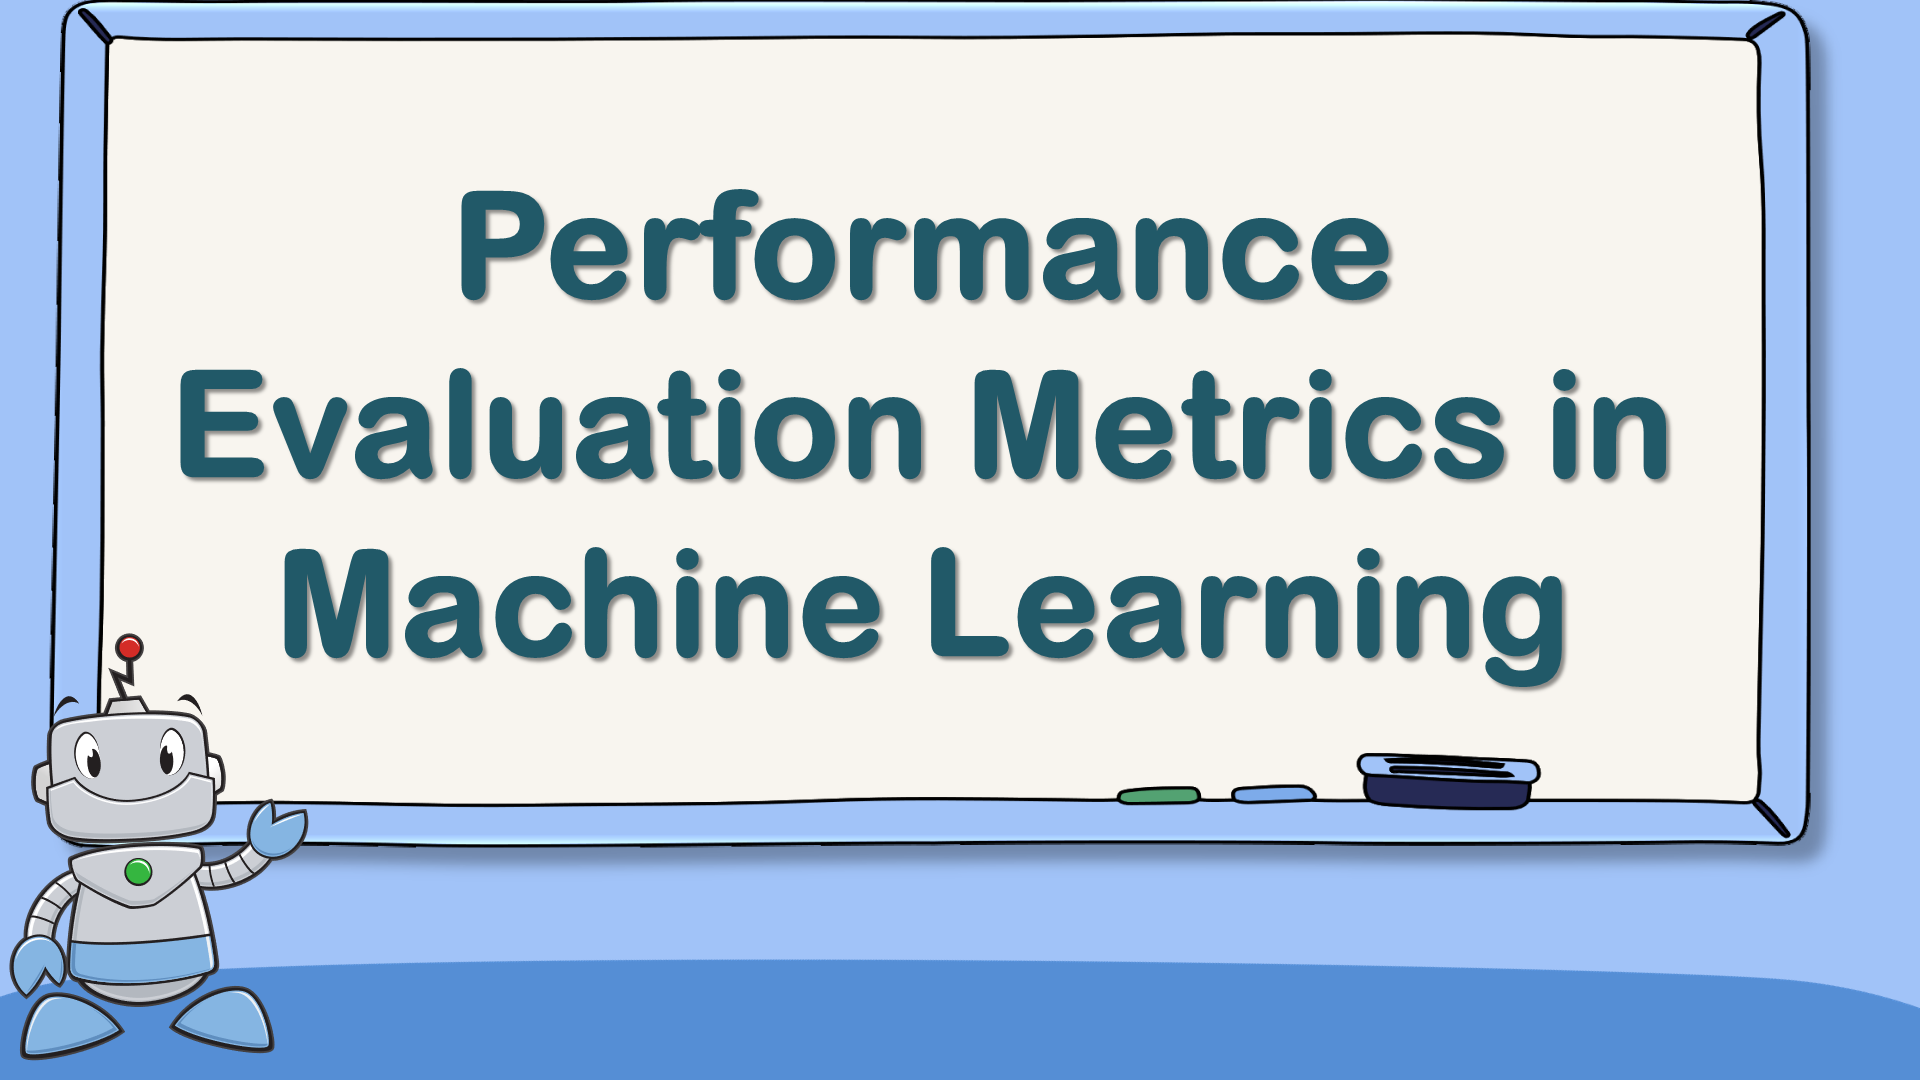 Performance
Evaluation Metrics in
Machine Learning